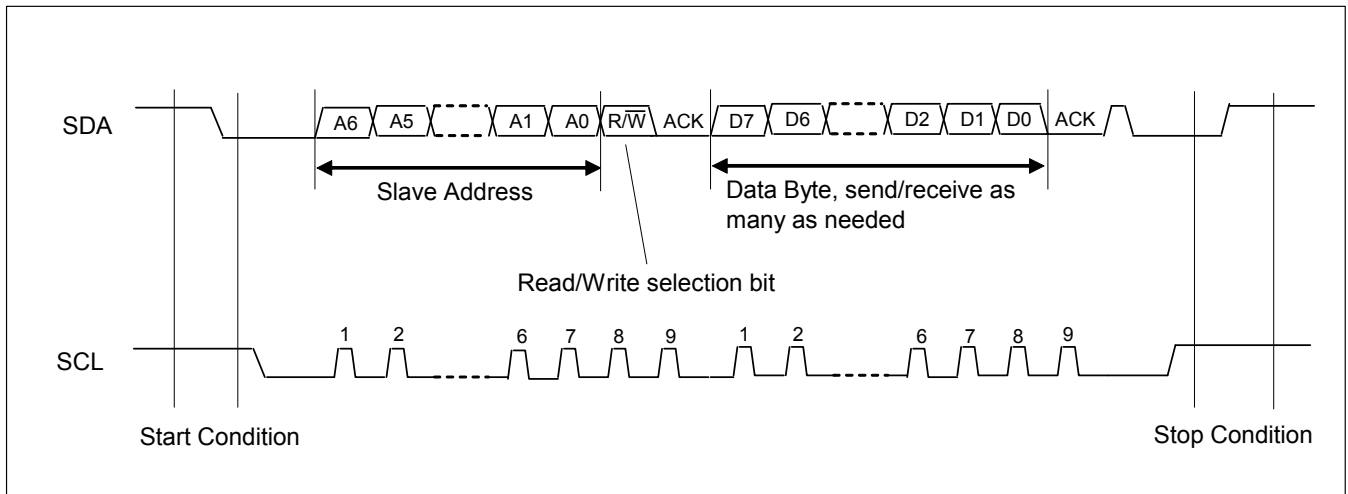 SDA
A6 A5 A1 A0 R/W̅ ACK D7 D6 D2 D1 D0 ACK
Slave Address
Data Byte, send/receive as
many as needed
Read/Write selection bit
1 2 6 7 8 9 1 2 6 7 8 9
SCL
Start Condition
Stop Condition